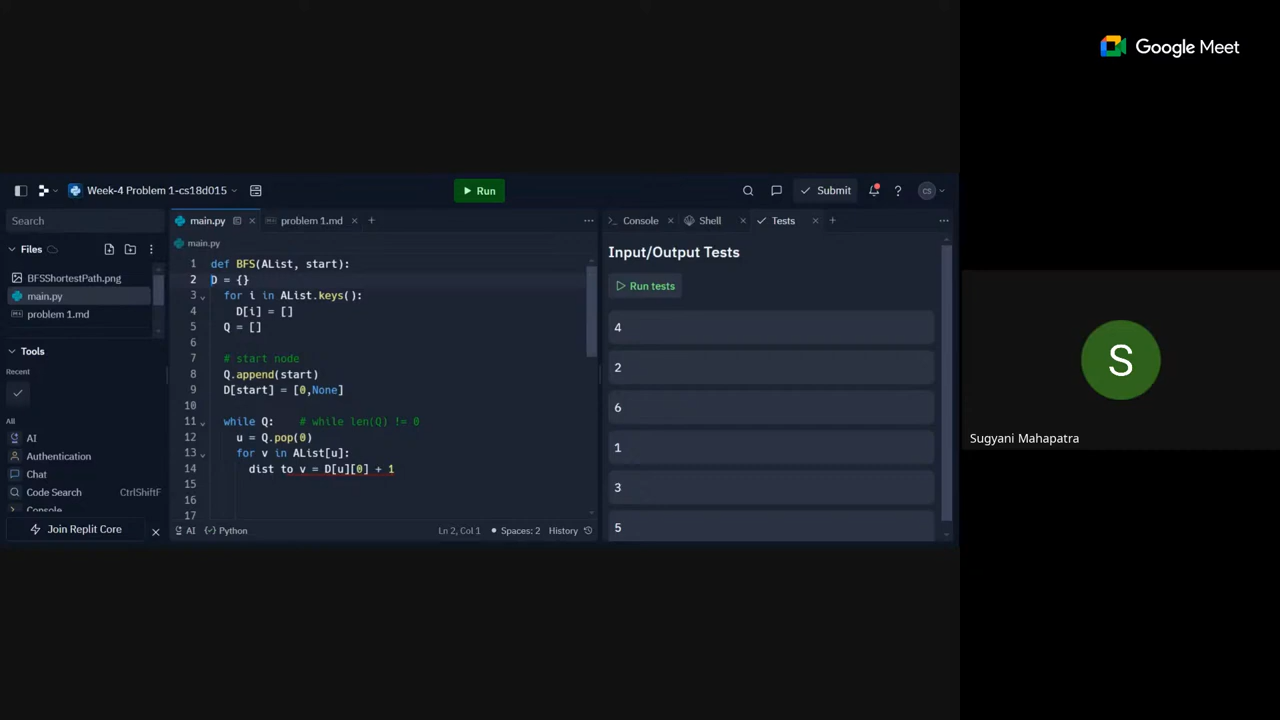 Google Meet
Week-4 Problem 1-cs18d015
Run
Submit
CS
Search
main.py
problem 1.md
Console
Shell
Tests
Files
main.py
BFSShortestPath.png
main.py
problem 1.md
Tools
Recent
All
AI
Authentication
Chat
Code Search CtrlShiftF
Console
Join Replit Core
1 def BFS(AList, start):
2 D = {}
3 for i in AList.keys():
4 D[i] = []
5 Q = []
6
7 # start node
8 Q.append(start)
9 D[start] = [0,None]
10
11 while Q: # while len(Q) != 0
12 u = Q.pop(0)
13 for v in AList[u]:
14 dist to v = D[u][0] + 1
15
16
17
AI Python Ln 2, Col 1 Spaces: 2 History
Input/Output Tests
Run tests
4
2
6
1
3
5
S
Sugyani Mahapatra